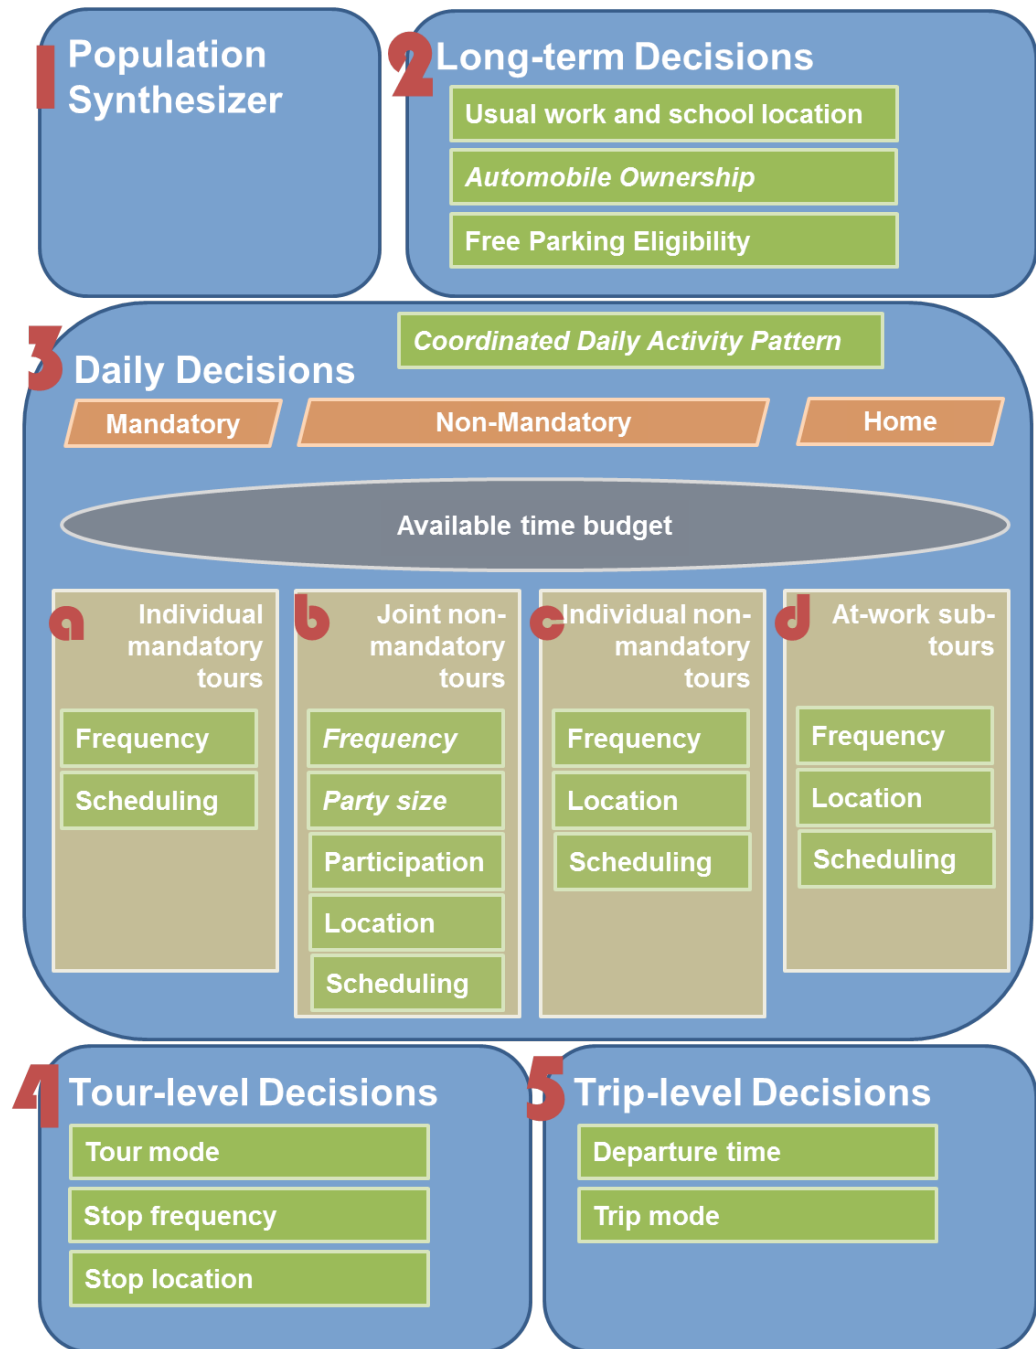 1 Population
Synthesizer
2 Long-term Decisions
Usual work and school location
Automobile Ownership
Free Parking Eligibility
3 Daily Decisions
Coordinated Daily Activity Pattern
Mandatory
Non-Mandatory
Home
Available time budget
a Individual
mandatory
tours
Frequency
Scheduling
b Joint non-
mandatory
tours
Frequency
Party size
Participation
Location
Scheduling
c Individual non-
mandatory
tours
Frequency
Location
Scheduling
d At-work sub-
tours
Frequency
Location
Scheduling
4 Tour-level Decisions
Tour mode
Stop frequency
Stop location
5 Trip-level Decisions
Departure time
Trip mode